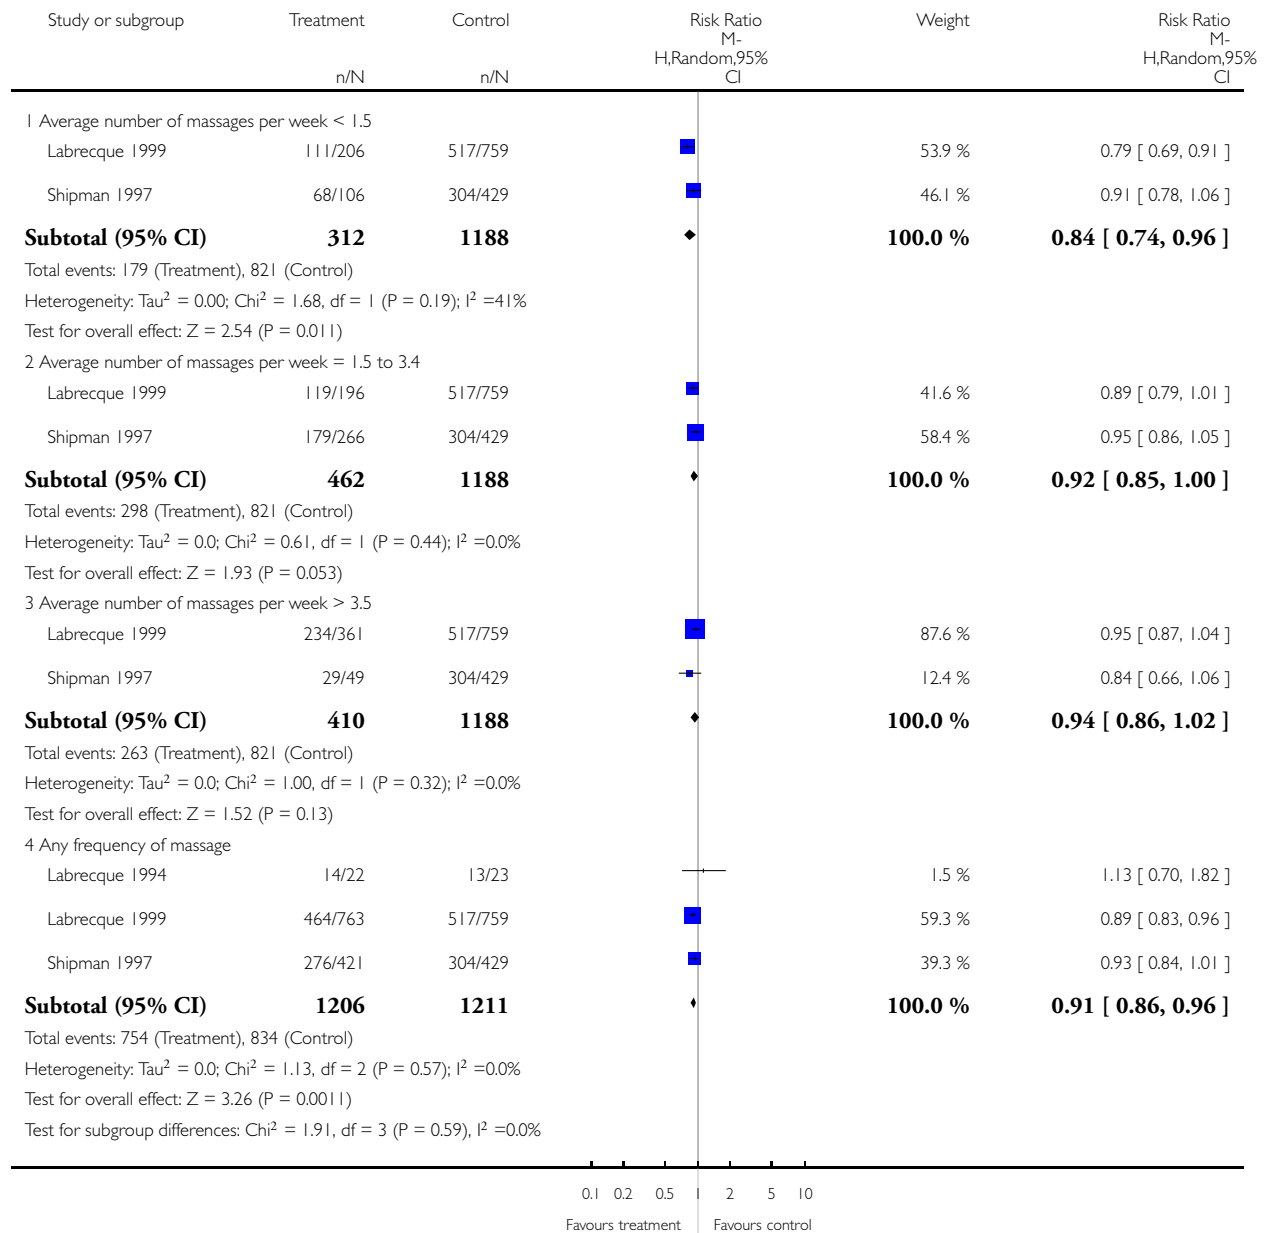 Study or subgroup Treatment Control Risk Ratio Weight Risk Ratio
M- M-
H,Random,95% H,Random,95%
n/N n/N CI CI
1 Average number of massages per week < 1.5
Labrecque 1999 111/206 517/759 53.9 % 0.79 [ 0.69, 0.91 ]
Shipman 1997 68/106 304/429 46.1 % 0.91 [ 0.78, 1.06 ]
Subtotal (95% CI) 312 1188 100.0 % 0.84 [ 0.74, 0.96 ]
Total events: 179 (Treatment), 821 (Control)
Heterogeneity: Tau² = 0.00; Chi² = 1.68, df = 1 (P = 0.19); I² =41%
Test for overall effect: Z = 2.54 (P = 0.011)
2 Average number of massages per week = 1.5 to 3.4
Labrecque 1999 119/196 517/759 41.6 % 0.89 [ 0.79, 1.01 ]
Shipman 1997 179/266 304/429 58.4 % 0.95 [ 0.86, 1.05 ]
Subtotal (95% CI) 462 1188 100.0 % 0.92 [ 0.85, 1.00 ]
Total events: 298 (Treatment), 821 (Control)
Heterogeneity: Tau² = 0.0; Chi² = 0.61, df = 1 (P = 0.44); I² =0.0%
Test for overall effect: Z = 1.93 (P = 0.053)
3 Average number of massages per week > 3.5
Labrecque 1999 234/361 517/759 87.6 % 0.95 [ 0.87, 1.04 ]
Shipman 1997 29/49 304/429 12.4 % 0.84 [ 0.66, 1.06 ]
Subtotal (95% CI) 410 1188 100.0 % 0.94 [ 0.86, 1.02 ]
Total events: 263 (Treatment), 821 (Control)
Heterogeneity: Tau² = 0.0; Chi² = 1.00, df = 1 (P = 0.32); I² =0.0%
Test for overall effect: Z = 1.52 (P = 0.13)
4 Any frequency of massage
Labrecque 1994 14/22 13/23 1.5 % 1.13 [ 0.70, 1.82 ]
Labrecque 1999 464/763 517/759 59.3 % 0.89 [ 0.83, 0.96 ]
Shipman 1997 276/421 304/429 39.3 % 0.93 [ 0.84, 1.01 ]
Subtotal (95% CI) 1206 1211 100.0 % 0.91 [ 0.86, 0.96 ]
Total events: 754 (Treatment), 834 (Control)
Heterogeneity: Tau² = 0.0; Chi² = 1.13, df = 2 (P = 0.57); I² =0.0%
Test for overall effect: Z = 3.26 (P = 0.0011)
Test for subgroup differences: Chi² = 1.91, df = 3 (P = 0.59), I² =0.0%
0.1 0.2 0.5 1 2 5 10
Favours treatment Favours control